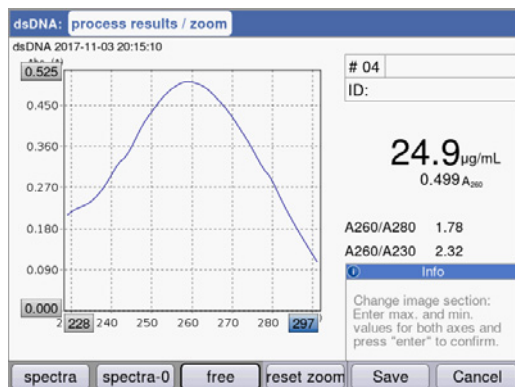 dsDNA: process results / zoom
dsDNA 2017-11-03 20:15:10
# 04
ID:
0.525
0.450
0.360
0.270
0.180
0.090
0.000
228 240 250 260 270 280 297
24.9 µg/mL
0.499 A260
A260/A280 1.78
A260/A230 2.32
Info
Change image section:
Enter max. and min.
values for both axes and
press "enter" to confirm.
spectra spectra-0 free reset zoom Save Cancel